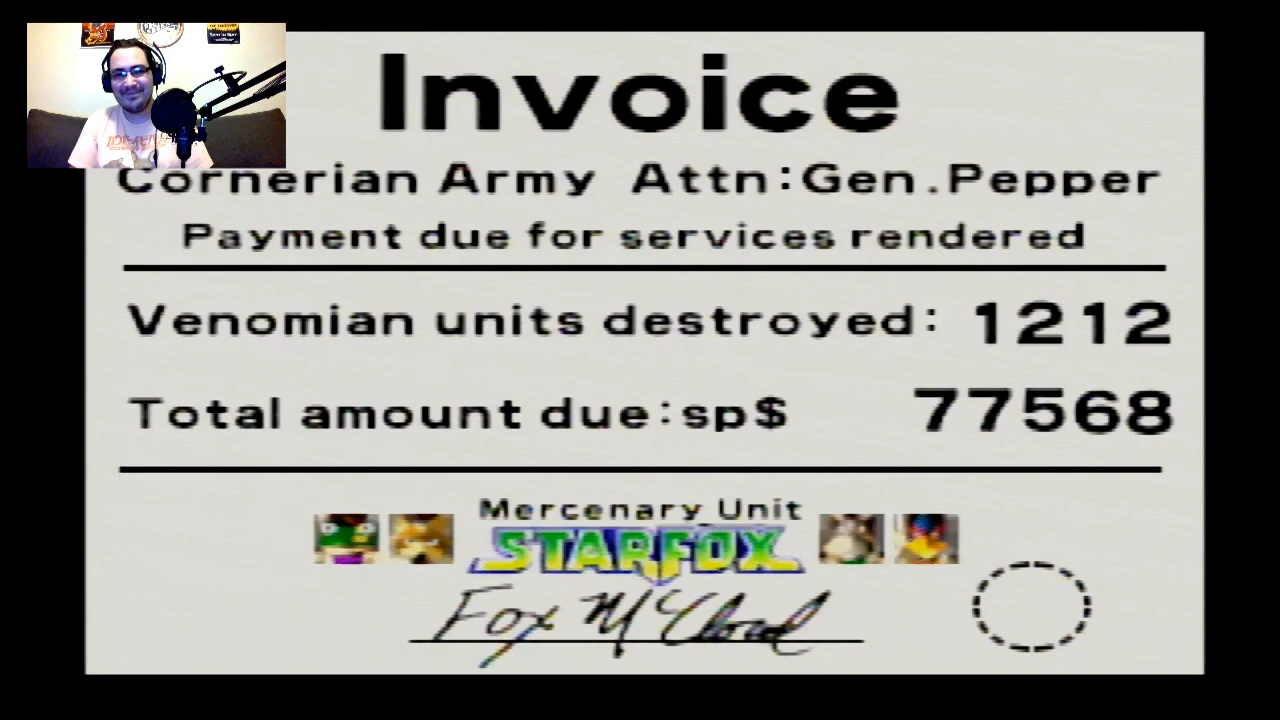 Invoice
Cornerian Army Attn:Gen.Pepper
Payment due for services rendered
Venomian units destroyed: 1212
Total amount due:sp$ 77568
Mercenary Unit
STARFOX
Fox McCloud